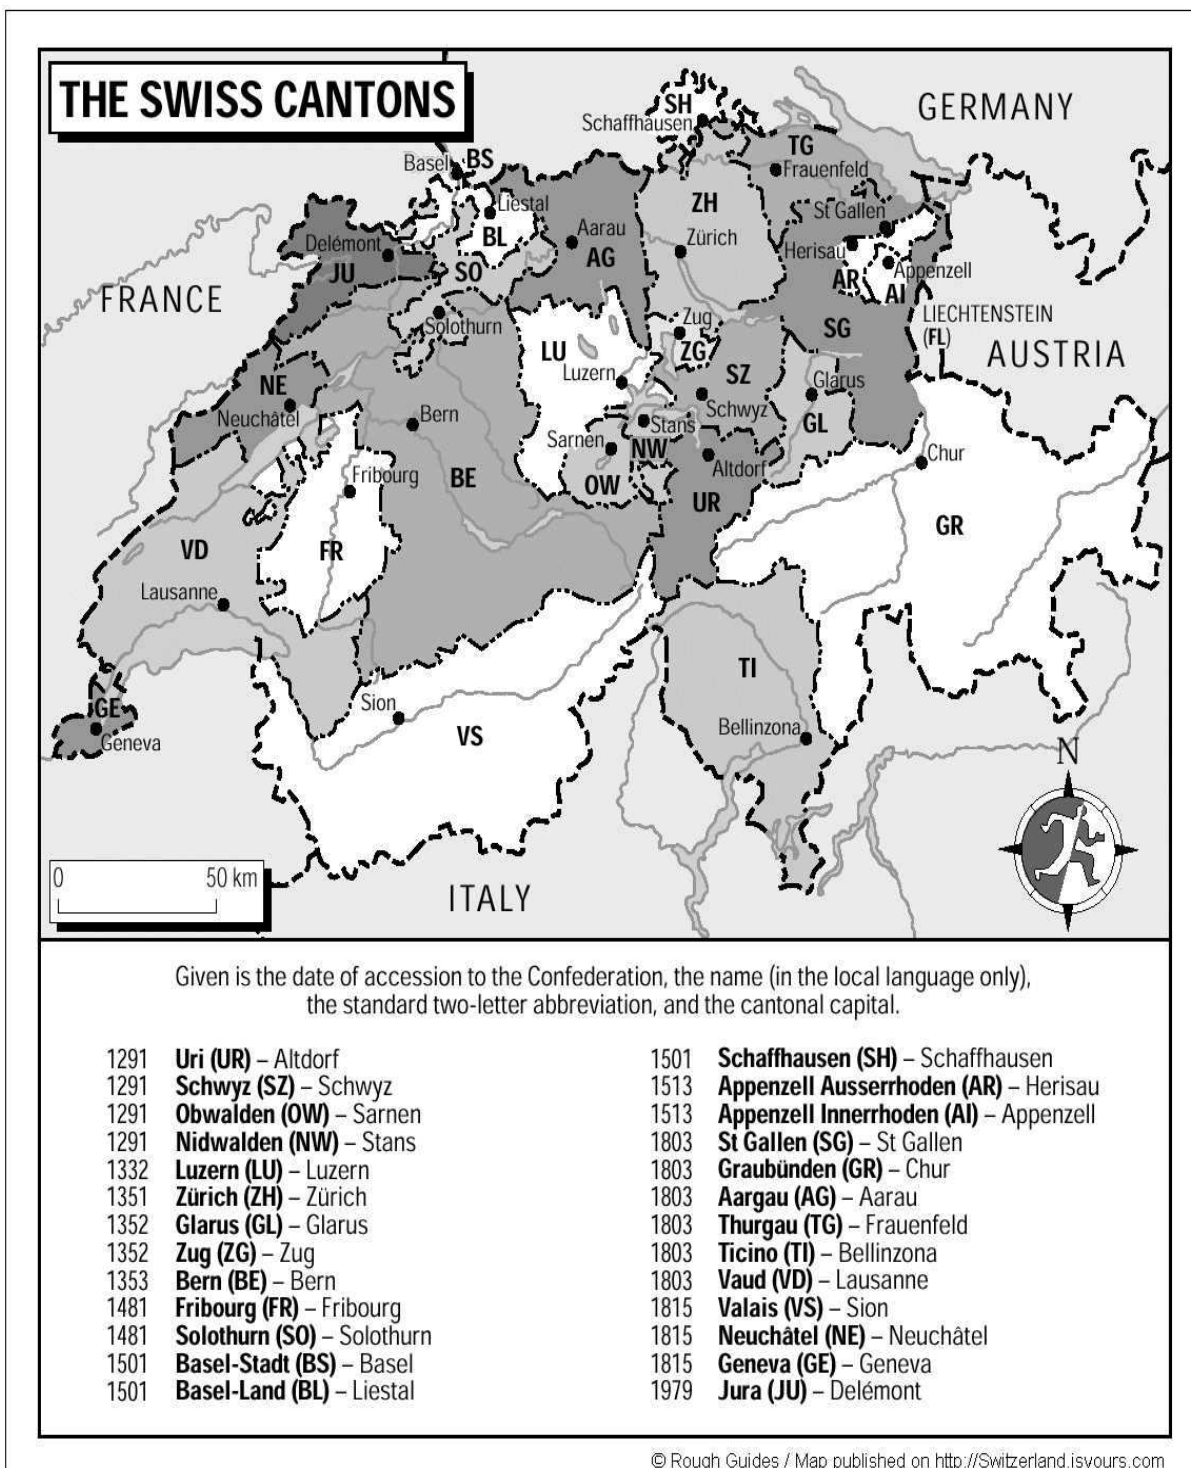 THE SWISS CANTONS
GERMANY
SH
Schaffhausen
BS
Basel
TG
Frauenfeld
Liestal
ZH
BL
St Gallen
Aarau
Zürich
Delémont
Herisau
AG
JU
SO
Appenzell
AR
AI
FRANCE
LIECHTENSTEIN
(FL)
Solothurn
Zug
SG
AUSTRIA
LU
ZG
Luzern
SZ
Glarus
NE
Schwyz
Neuchâtel
Bern
Stans
GL
Sarnen
NW
Altdorf
Chur
Fribourg
BE
OW
UR
GR
VD
FR
Lausanne
TI
Sion
GE
Geneva
VS
Bellinzona
N
0 50 km
ITALY
Given is the date of accession to the Confederation, the name (in the local language only),
the standard two-letter abbreviation, and the cantonal capital.
1291 Uri (UR) – Altdorf
1291 Schwyz (SZ) – Schwyz
1291 Obwalden (OW) – Sarnen
1291 Nidwalden (NW) – Stans
1332 Luzern (LU) – Luzern
1351 Zürich (ZH) – Zürich
1352 Glarus (GL) – Glarus
1352 Zug (ZG) – Zug
1353 Bern (BE) – Bern
1481 Fribourg (FR) – Fribourg
1481 Solothurn (SO) – Solothurn
1501 Basel-Stadt (BS) – Basel
1501 Basel-Land (BL) – Liestal
1501 Schaffhausen (SH) – Schaffhausen
1513 Appenzell Ausserrhoden (AR) – Herisau
1513 Appenzell Innerrhoden (AI) – Appenzell
1803 St Gallen (SG) – St Gallen
1803 Graubünden (GR) – Chur
1803 Aargau (AG) – Aarau
1803 Thurgau (TG) – Frauenfeld
1803 Ticino (TI) – Bellinzona
1803 Vaud (VD) – Lausanne
1815 Valais (VS) – Sion
1815 Neuchâtel (NE) – Neuchâtel
1815 Geneva (GE) – Geneva
1979 Jura (JU) – Delémont
© Rough Guides / Map published on http://Switzerland.isyours.com